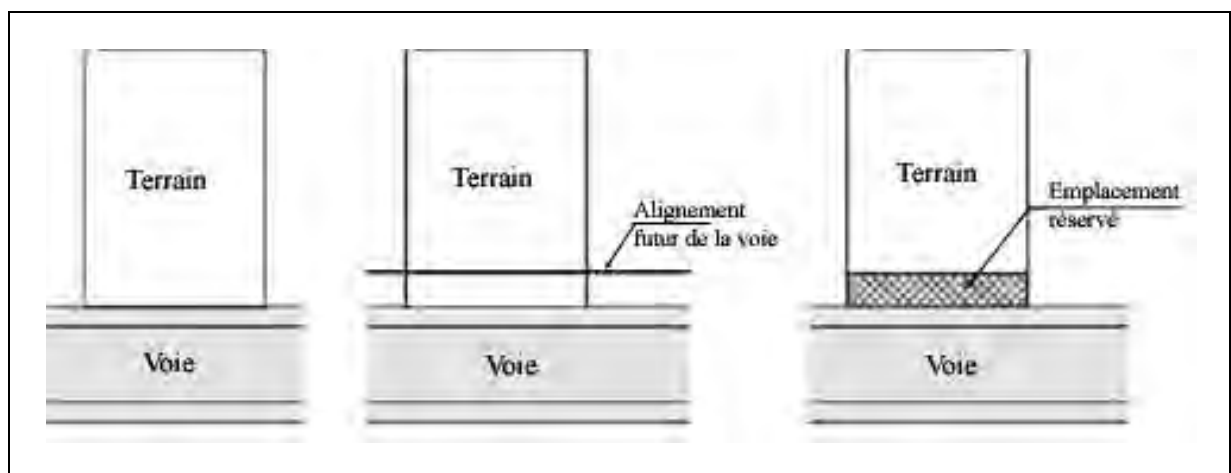 Terrain
Voie
Terrain
Alignement
futur de la voie
Voie
Terrain
Emplacement
réservé
Voie